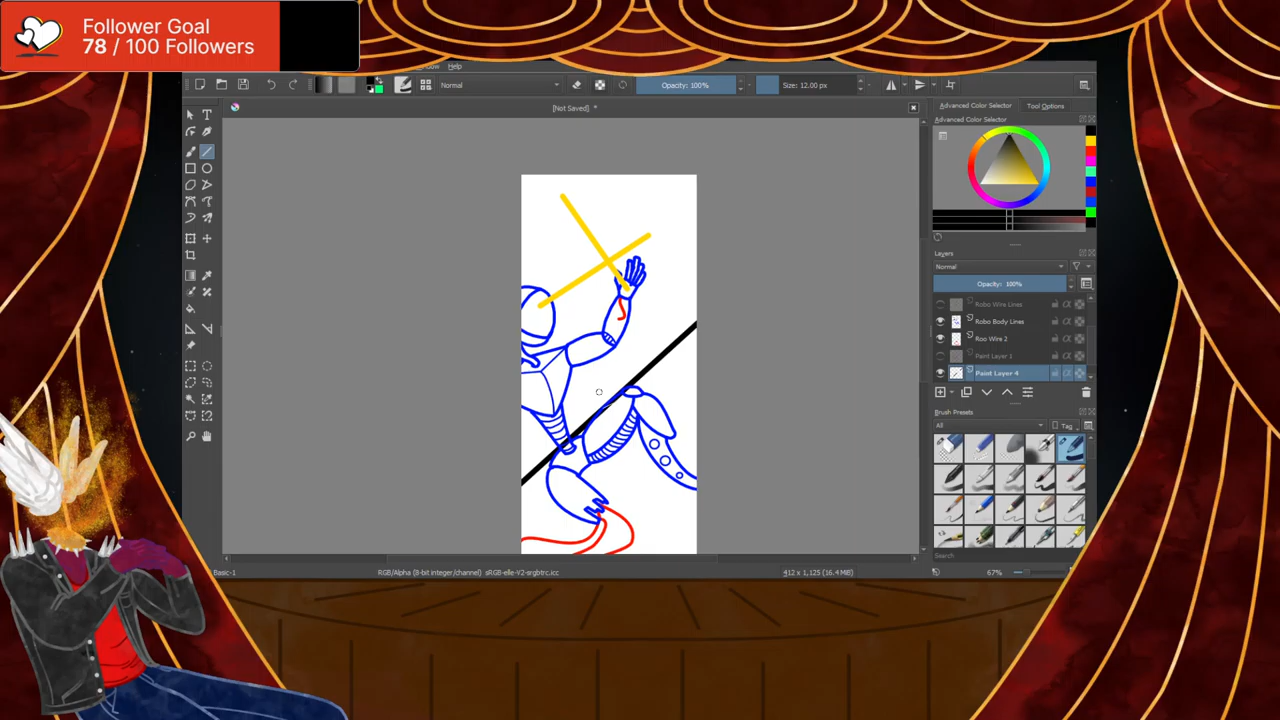 Follower Goal
78 / 100 Followers
Help
Normal
Opacity: 100%
Size: 12.00 px
[Not Saved] *
Advanced Color Selector
Tool Options
Advanced Color Selector
Layers
Normal
Opacity: 100%
Robo Wire Lines
Robo Body Lines
Roo Wire 2
Paint Layer 1
Paint Layer 4
Brush Presets
All
Tag
Search
Basic-1
RGB/Alpha (8-bit integer/channel) sRGB-elle-V2-srgbtrc.icc
412 x 1,125 (16.4 MiB)
67%